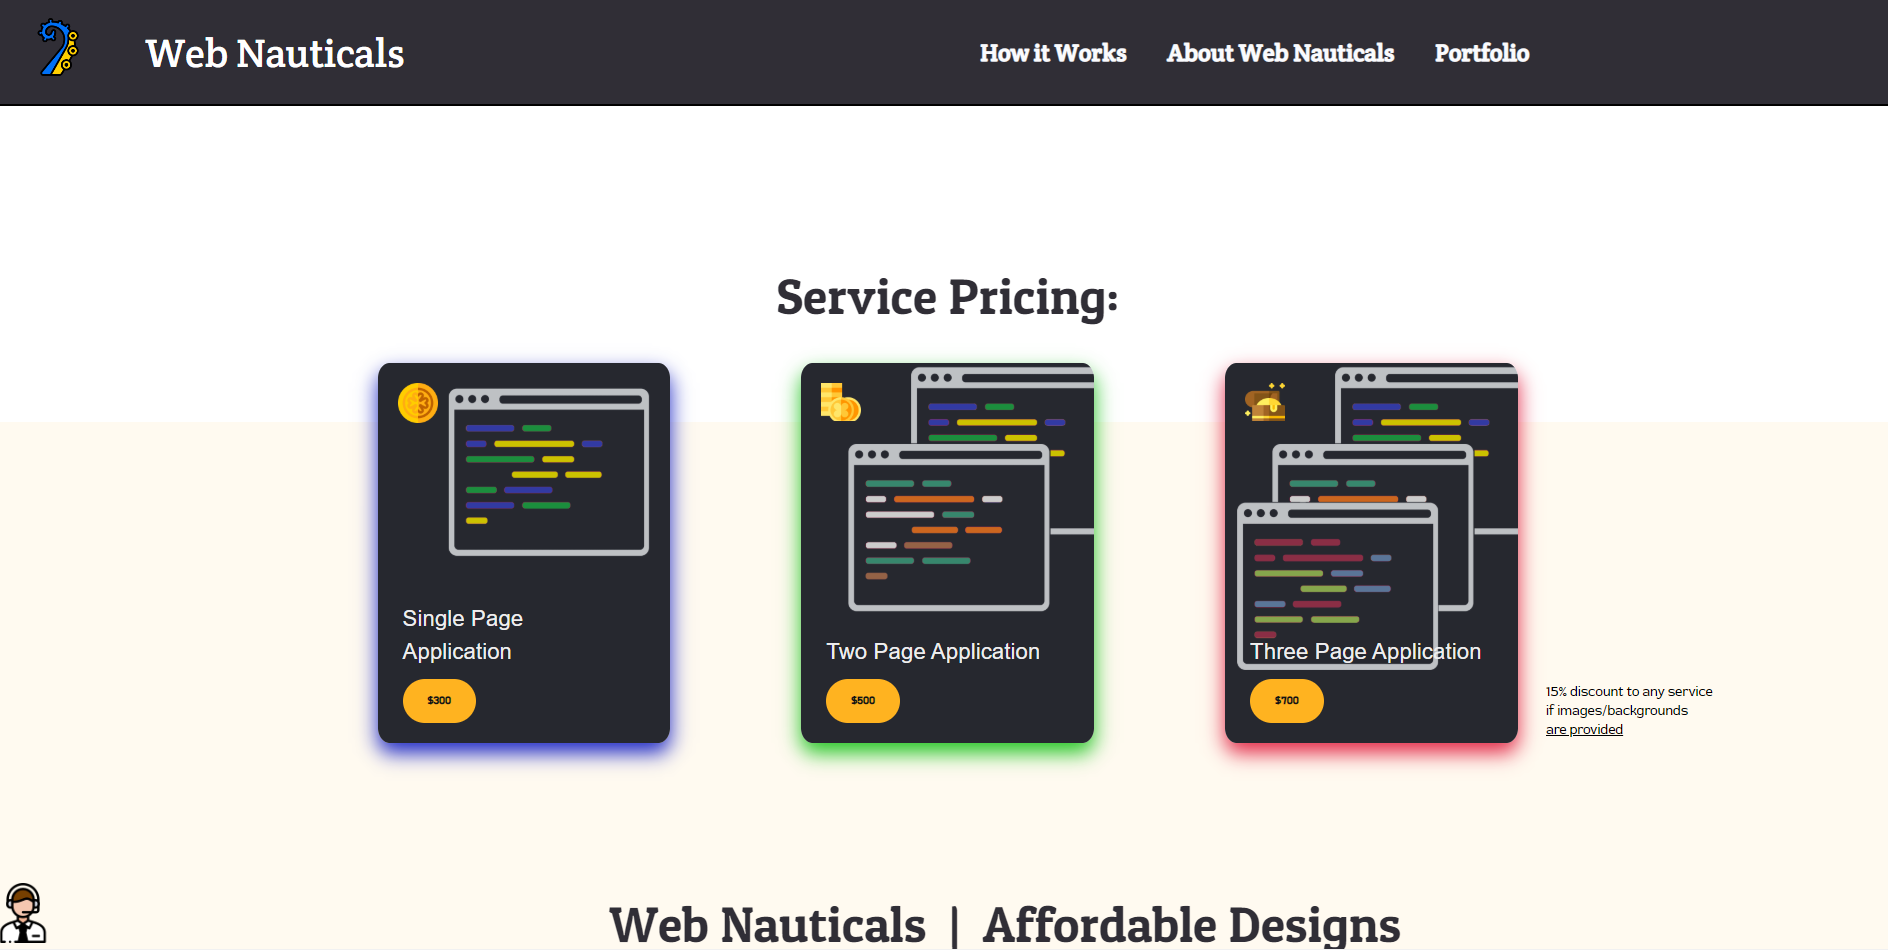 Web Nauticals
How it Works
About Web Nauticals
Portfolio
Service Pricing:
Single Page
Application
$300
Two Page Application
$500
Three Page Application
$700
15% discount to any service
if images/backgrounds
are provided
Web Nauticals | Affordable Designs